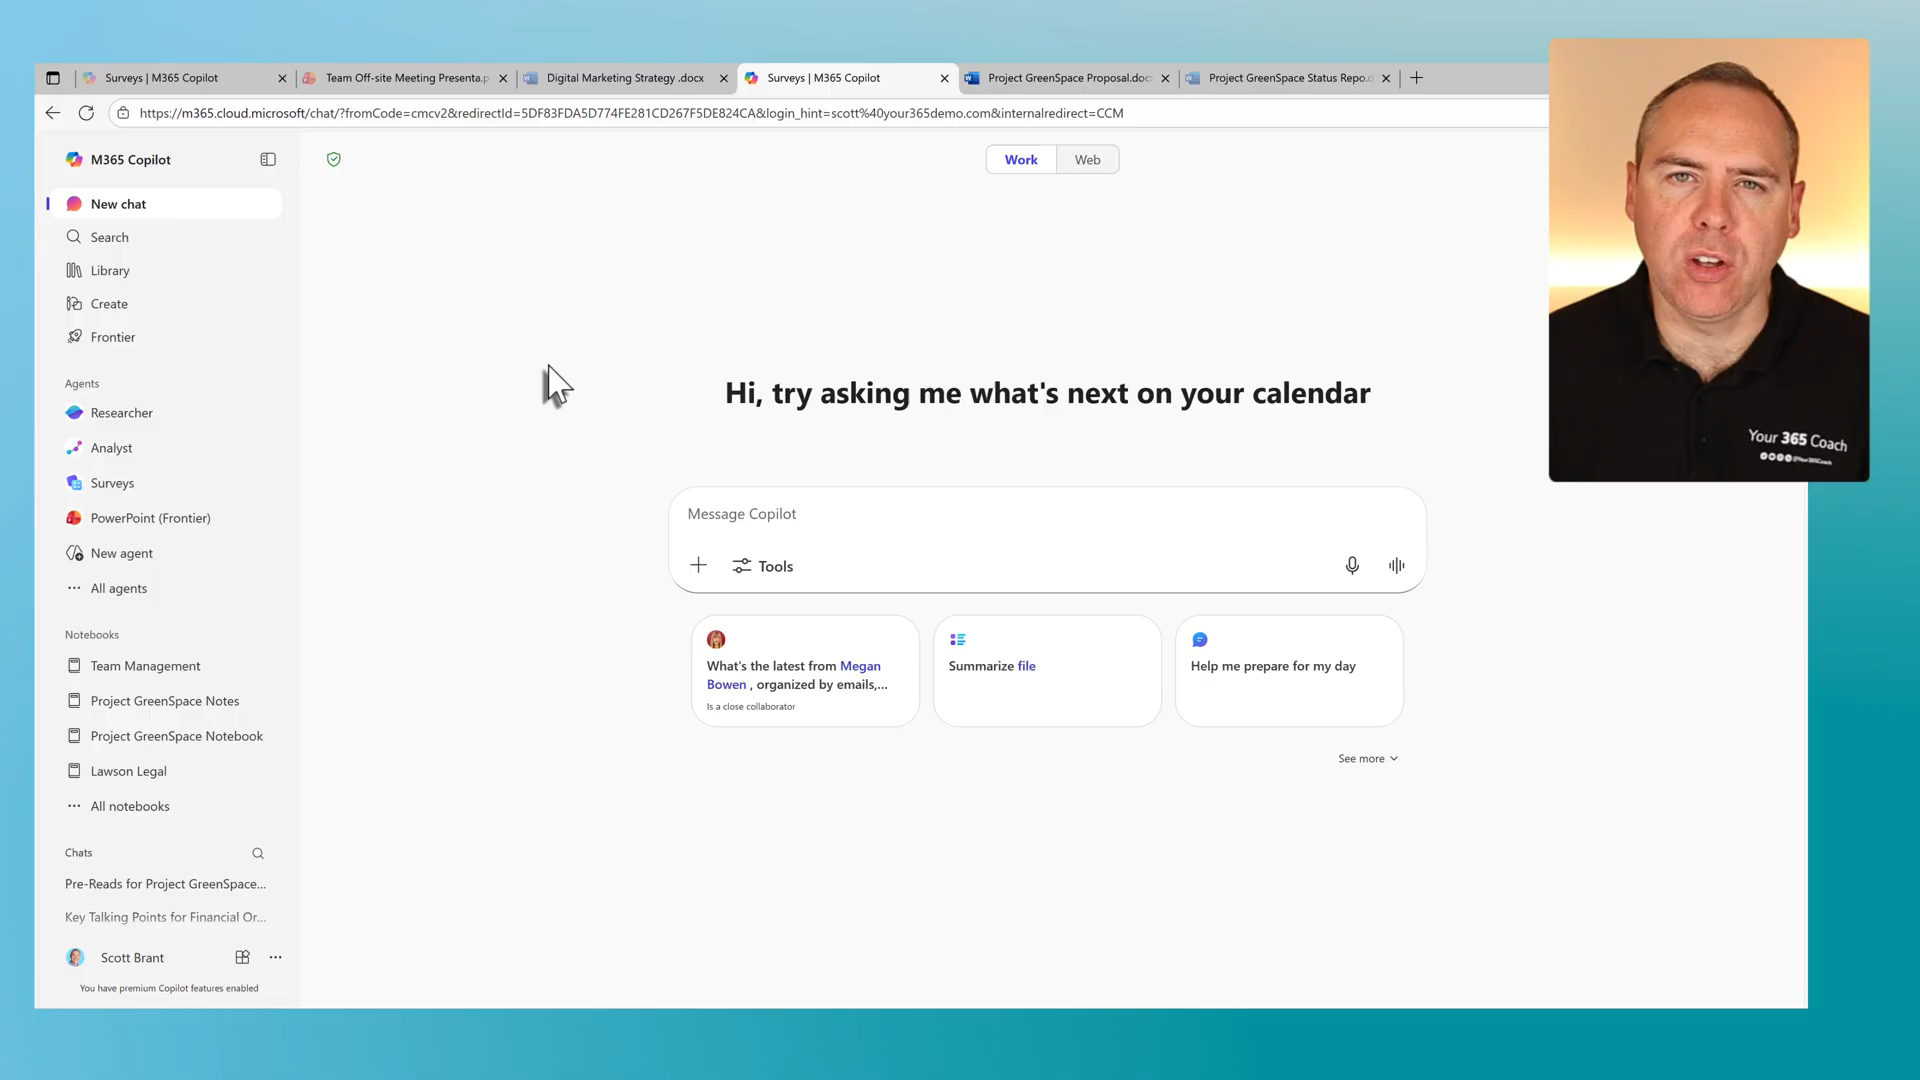 Surveys | M365 Copilot
Team Off-site Meeting Presenta.p
Digital Marketing Strategy .docx
Surveys | M365 Copilot
Project GreenSpace Proposal.doc
Project GreenSpace Status Repo.d
https://m365.cloud.microsoft/chat/?fromCode=cmcv2&redirectId=5DF83FDA5D774FE281CD267F5DE824CA&login_hint=scott%40your365demo.com&internalredirect=CCM
M365 Copilot
New chat
Search
Library
Create
Frontier
Agents
Researcher
Analyst
Surveys
PowerPoint (Frontier)
New agent
All agents
Notebooks
Team Management
Project GreenSpace Notes
Project GreenSpace Notebook
Lawson Legal
All notebooks
Chats
Pre-Reads for Project GreenSpace...
Key Talking Points for Financial Or...
Scott Brant
You have premium Copilot features enabled
Work
Web
Hi, try asking me what's next on your calendar
Message Copilot
Tools
What's the latest from Megan
Bowen , organized by emails,...
Is a close collaborator
Summarize file
Help me prepare for my day
See more
Your 365 Coach